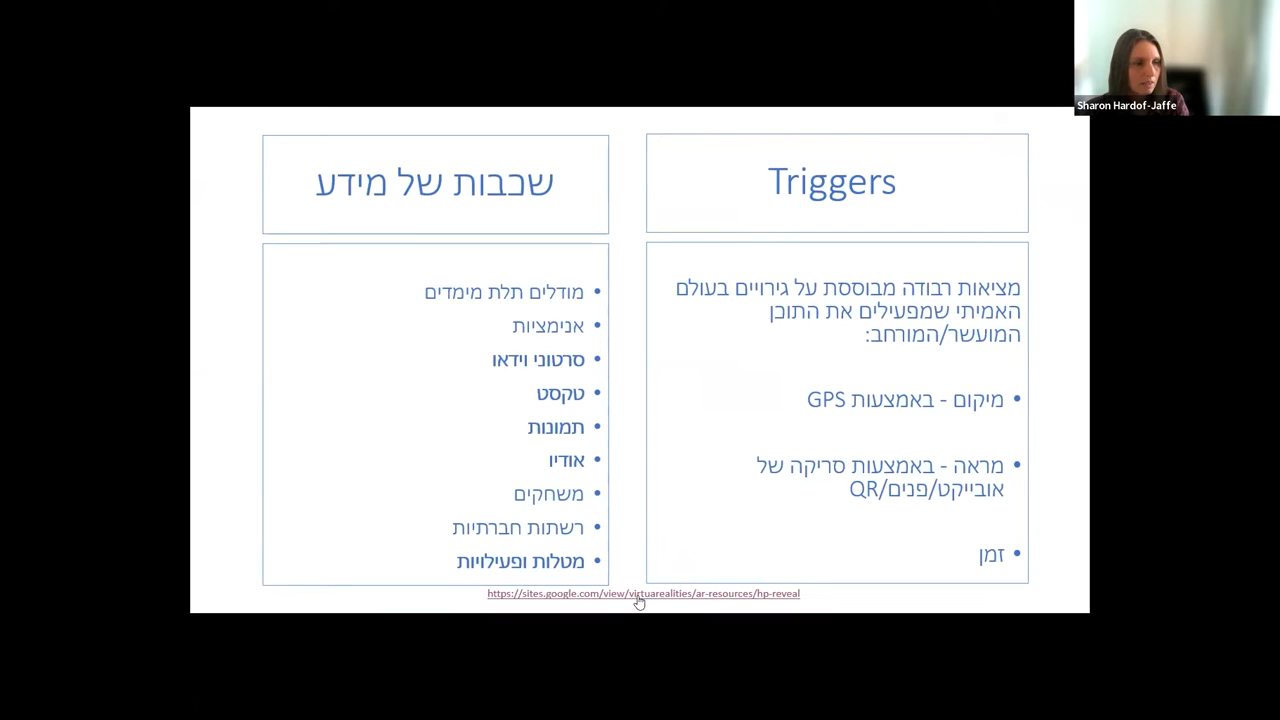 Sharon Hardof-Jaffe
Triggers
מציאות רבודה מבוססת על גירויים בעולם
האמיתי שמפעילים את התוכן
המועשר/המורחב:
• מיקום - באמצעות GPS
• מראה - באמצעות סריקה של
אובייקט/פנים/QR
• זמן
שכבות של מידע
• מודלים תלת מימדים
• אנימציות
• סרטוני וידאו
• טקסט
• תמונות
• אודיו
• משחקים
• רשתות חברתיות
• מטלות ופעילויות
https://sites.google.com/view/virtuarealities/ar-resources/hp-reveal